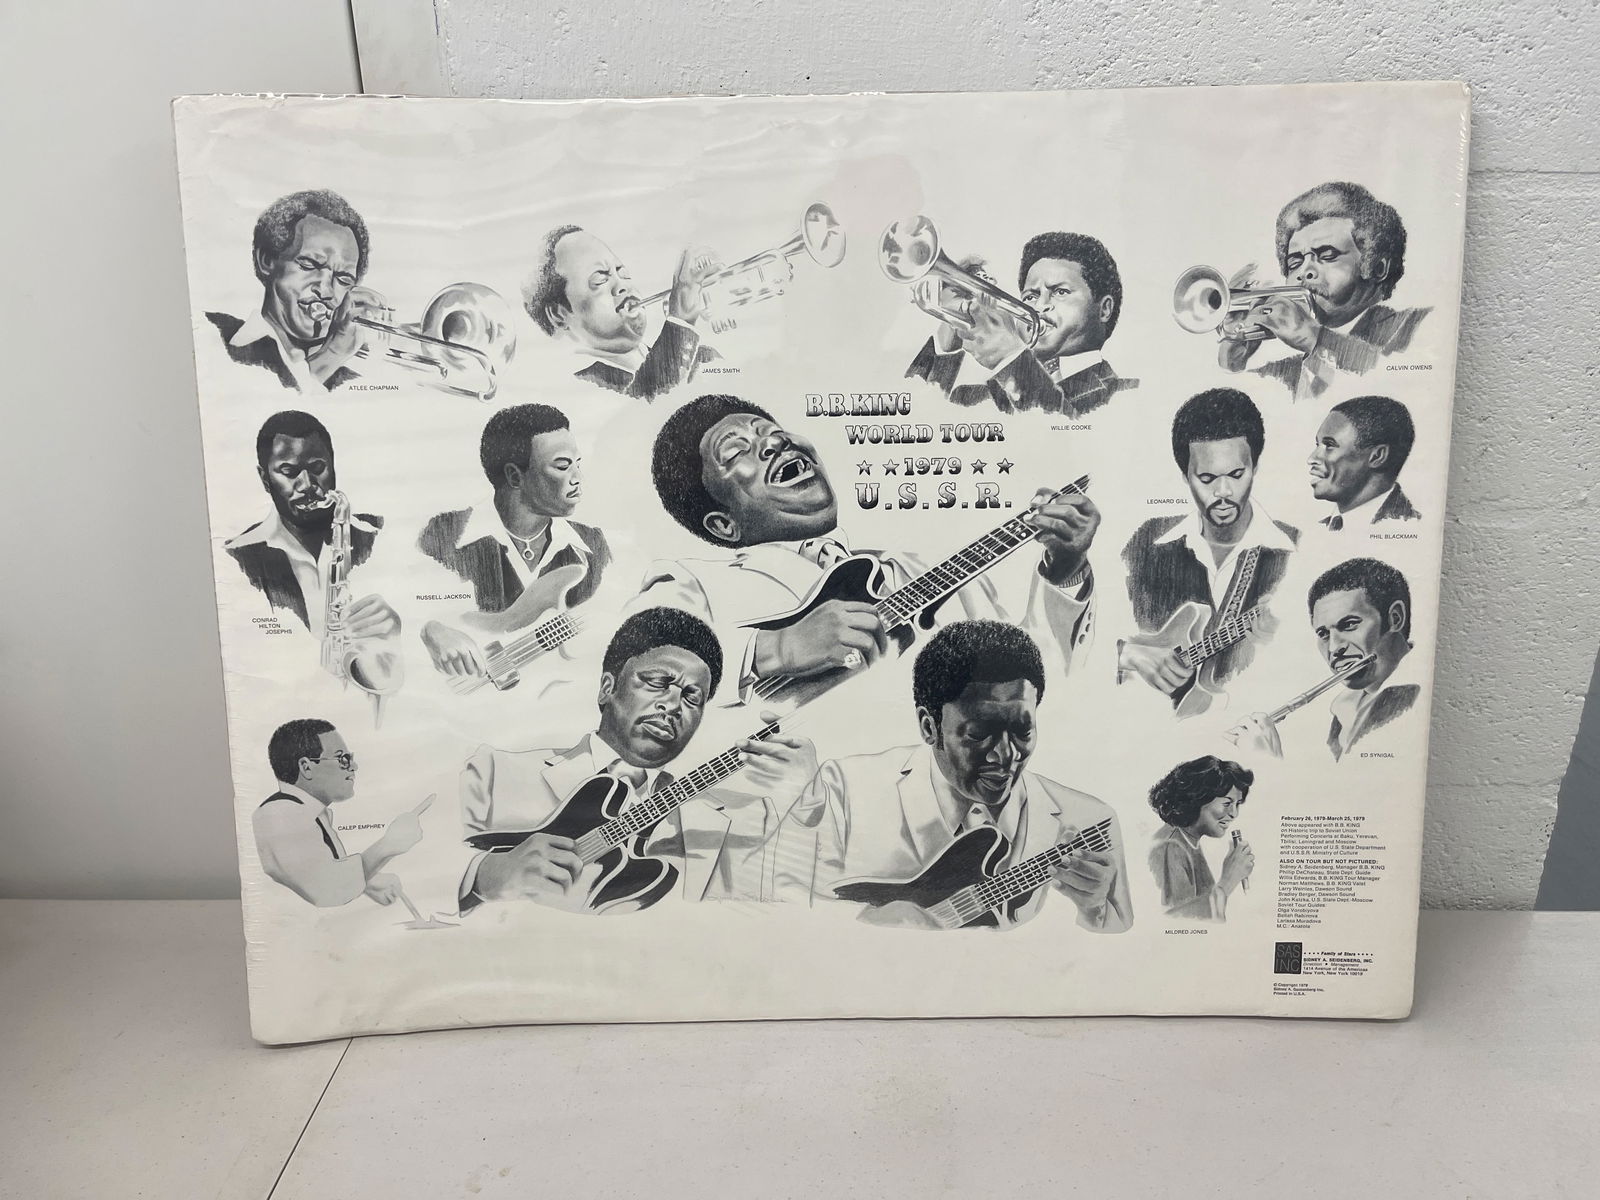 ATLEE CHAPMAN
JAMES SMITH
WILLIE COOKE
CALVIN OWENS
B.B.KING
WORLD TOUR
1979
U.S.S.R.
CONRAD
HILTON
JOSEPHS
RUSSELL JACKSON
LEONARD GILL
PHIL BLACKMAN
ED SYNIGAL
CALEP EMPHREY
MILDRED JONES
February 26, 1979-March 25, 1979
Above appeared with B.B. KING
on Historic trip to Soviet Union
Performing Concerts at Baku, Yerevan,
Tbilisi, Leningrad and Moscow
with cooperation of U.S. State Department
and U.S.S.R. Ministry of Culture
ALSO ON TOUR BUT NOT PICTURED:
Sidney A. Seidenberg, Manager B.B. KING
Phillip DeChateau, State Dept. Guide
Willis Edwards, B.B. KING Tour Manager
Norman Matthews, B.B. KING Valet
Larry Weinles, Dawson Sound
Bradley Berger, Dawson Sound
John Katzka, U.S. State Dept.-Moscow
Soviet Tour Guides:
Olga Vorobiyova
Bellah Rabinova
Larissa Muradova
M.C.: Anatole
SAS
INC
Family of Stars
SIDNEY A. SEIDENBERG, INC.
Direction • Management
1414 Avenue of the Americas
New York, New York 10019
© Copyright 1979
Sidney A. Seidenberg Inc.
Printed in U.S.A.